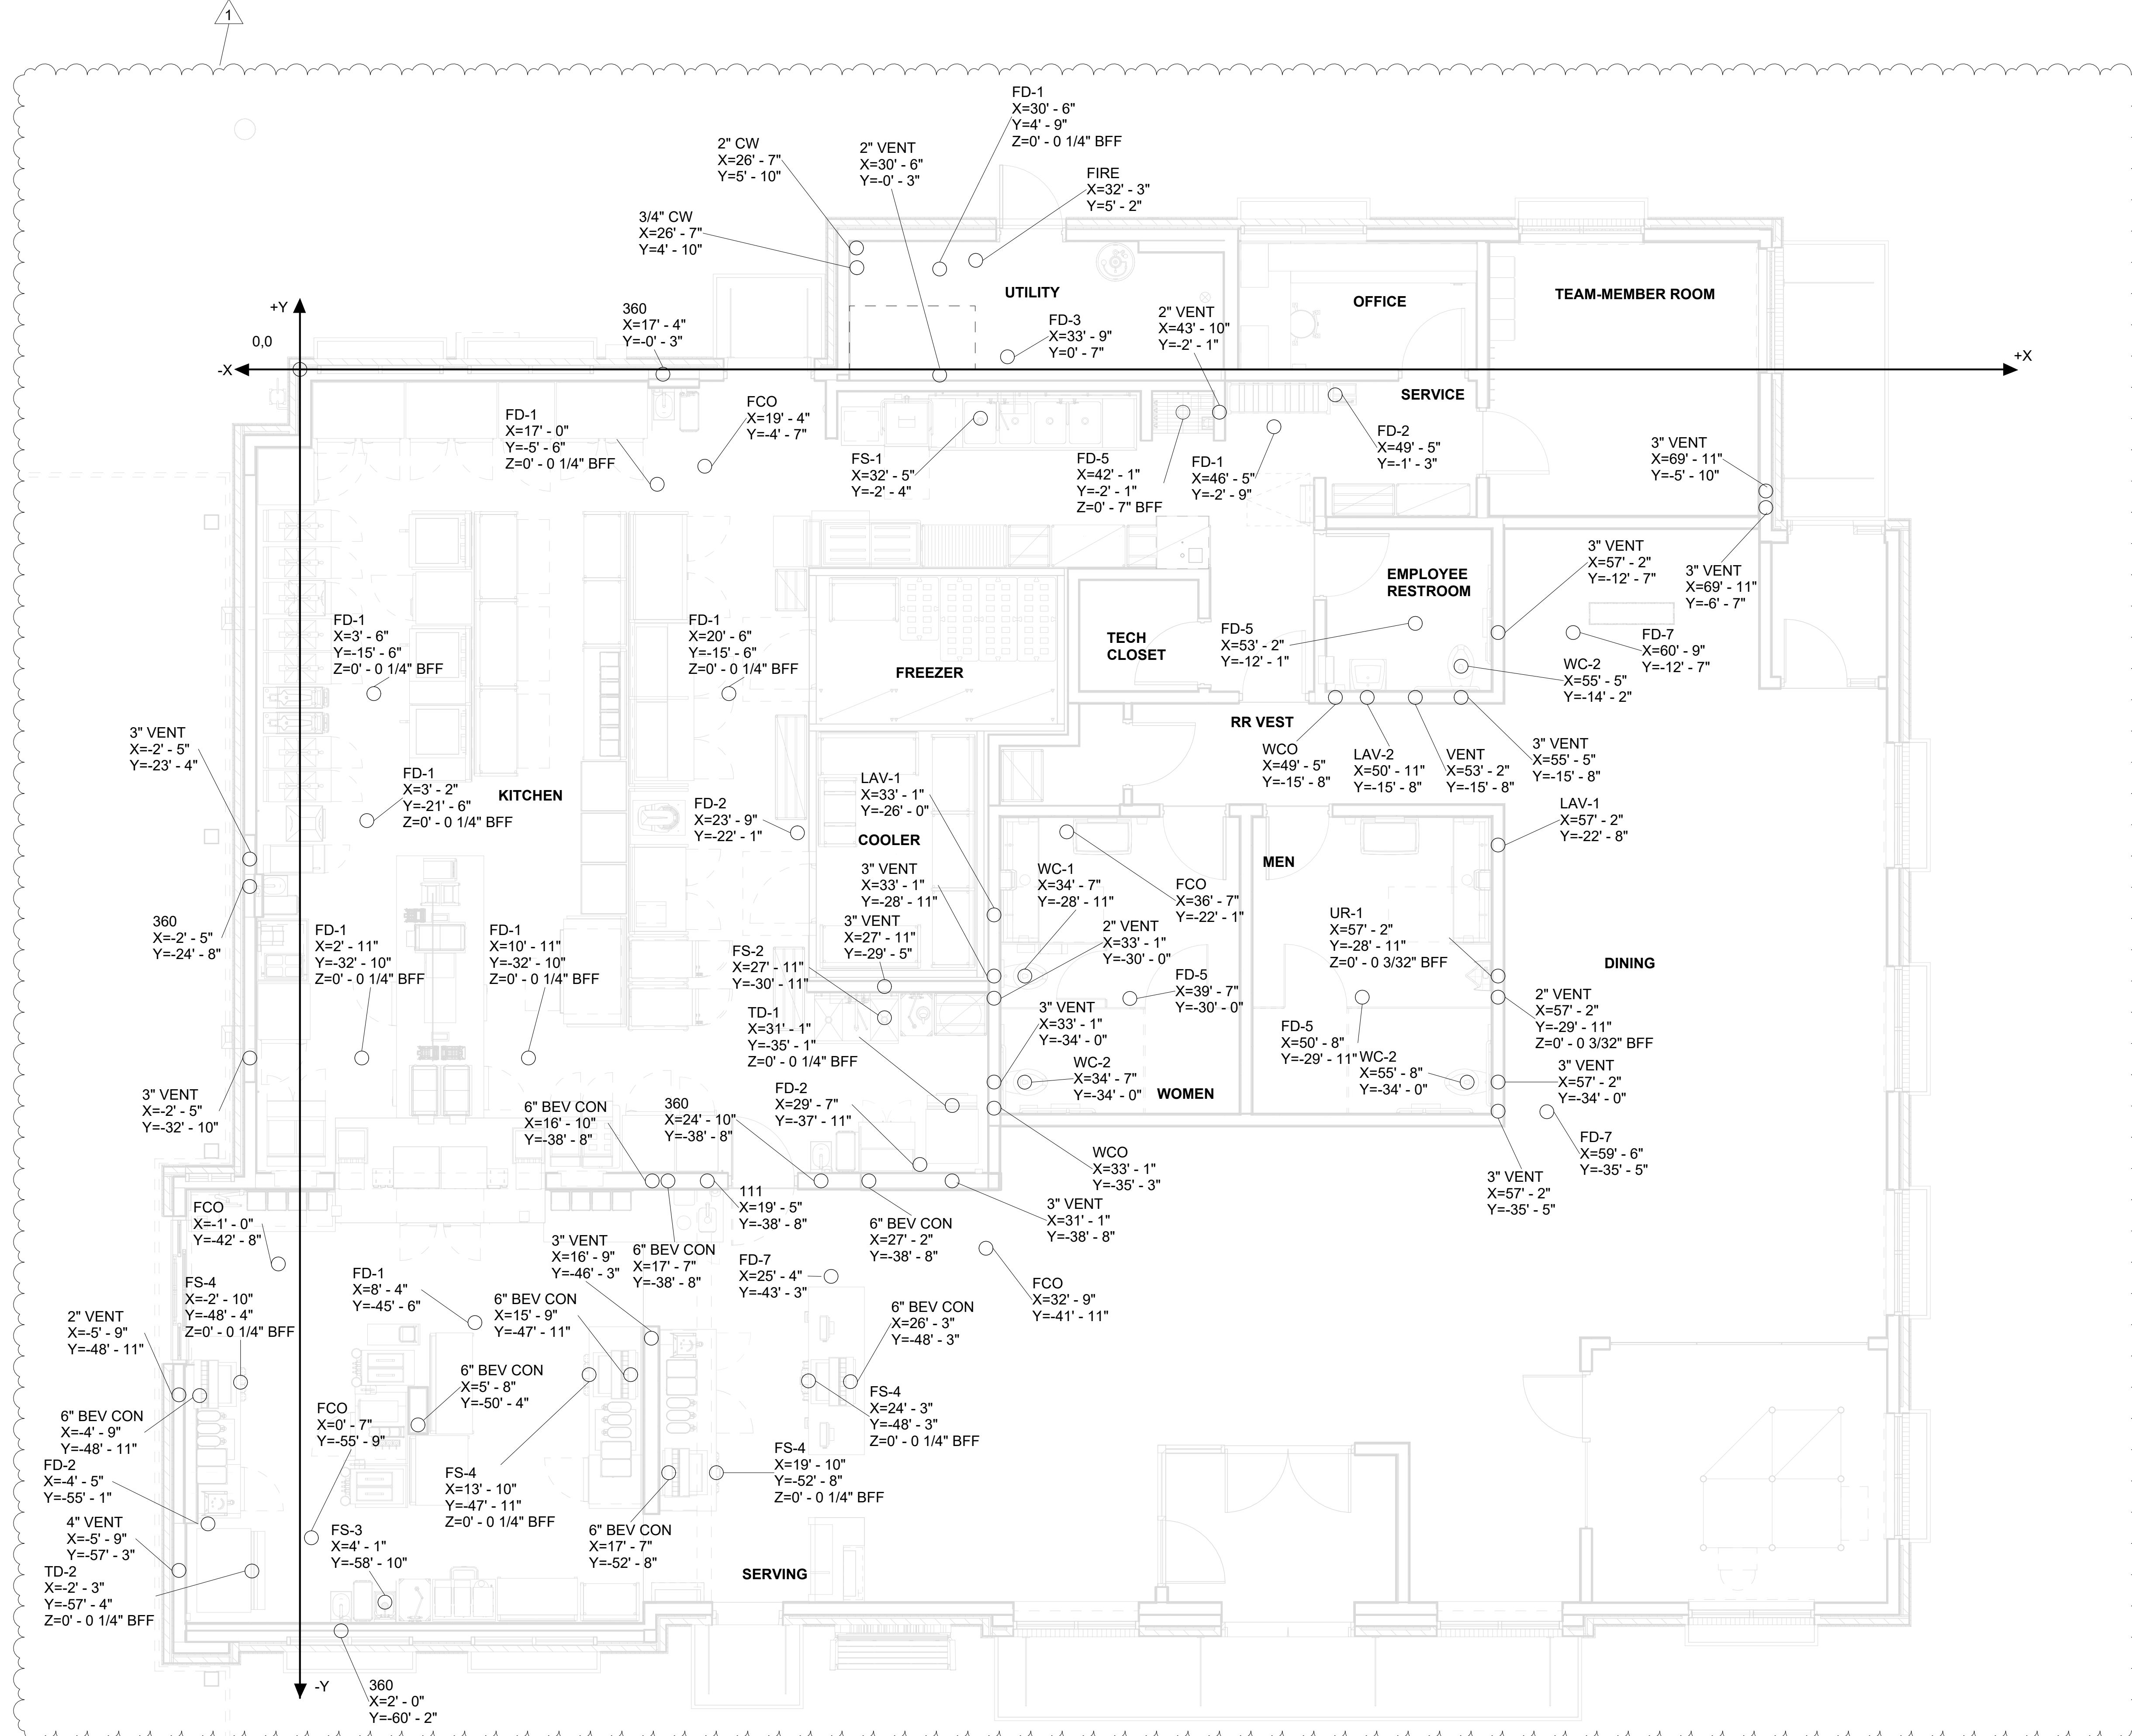 1
FD-1
X=30' - 6"
Y=4' - 9"
Z=0' - 0 1/4" BFF
2" CW
X=26' - 7"
Y=5' - 10"
2" VENT
X=30' - 6"
Y=-0' - 3"
FIRE
X=32' - 3"
Y=5' - 2"
3/4" CW
X=26' - 7"
Y=4' - 10"
UTILITY
OFFICE
TEAM-MEMBER ROOM
+Y
0,0
-X
+X
360
X=17' - 4"
Y=-0' - 3"
FD-3
X=33' - 9"
Y=0' - 7"
2" VENT
X=43' - 10"
Y=-2' - 1"
SERVICE
FD-1
X=17' - 0"
Y=-5' - 6"
Z=0' - 0 1/4" BFF
FCO
X=19' - 4"
Y=-4' - 7"
FS-1
X=32' - 5"
Y=-2' - 4"
FD-5
X=42' - 1"
Y=-2' - 1"
Z=0' - 7" BFF
FD-1
X=46' - 5"
Y=-2' - 9"
FD-2
X=49' - 5"
Y=-1' - 3"
3" VENT
X=69' - 11"
Y=-5' - 10"
3" VENT
X=69' - 11"
Y=-6' - 7"
3" VENT
X=57' - 2"
Y=-12' - 7"
EMPLOYEE
RESTROOM
FD-1
X=3' - 6"
Y=-15' - 6"
Z=0' - 0 1/4" BFF
FD-1
X=20' - 6"
Y=-15' - 6"
Z=0' - 0 1/4" BFF
FREEZER
TECH
CLOSET
FD-5
X=53' - 2"
Y=-12' - 1"
FD-7
X=60' - 9"
Y=-12' - 7"
WC-2
X=55' - 5"
Y=-14' - 2"
RR VEST
3" VENT
X=-2' - 5"
Y=-23' - 4"
WCO
X=49' - 5"
Y=-15' - 8"
LAV-2
X=50' - 11"
Y=-15' - 8"
VENT
X=53' - 2"
Y=-15' - 8"
3" VENT
X=55' - 5"
Y=-15' - 8"
FD-1
X=3' - 2"
Y=-21' - 6"
Z=0' - 0 1/4" BFF
KITCHEN
FD-2
X=23' - 9"
Y=-22' - 1"
LAV-1
X=33' - 1"
Y=-26' - 0"
COOLER
LAV-1
X=57' - 2"
Y=-22' - 8"
MEN
3" VENT
X=33' - 1"
Y=-28' - 11"
WC-1
X=34' - 7"
Y=-28' - 11"
FCO
X=36' - 7"
Y=-22' - 1"
360
X=-2' - 5"
Y=-24' - 8"
FD-1
X=2' - 11"
Y=-32' - 10"
Z=0' - 0 1/4" BFF
FD-1
X=10' - 11"
Y=-32' - 10"
Z=0' - 0 1/4" BFF
3" VENT
X=27' - 11"
Y=-29' - 5"
2" VENT
X=33' - 1"
Y=-30' - 0"
UR-1
X=57' - 2"
Y=-28' - 11"
Z=0' - 0 3/32" BFF
DINING
FS-2
X=27' - 11"
Y=-30' - 11"
FD-5
X=39' - 7"
Y=-30' - 0"
2" VENT
X=57' - 2"
Y=-29' - 11"
Z=0' - 0 3/32" BFF
TD-1
X=31' - 1"
Y=-35' - 1"
Z=0' - 0 1/4" BFF
3" VENT
X=33' - 1"
Y=-34' - 0"
FD-5
X=50' - 8"
Y=-29' - 11"
WC-2
X=55' - 8"
Y=-34' - 0"
WC-2
X=34' - 7"
Y=-34' - 0"
WOMEN
3" VENT
X=57' - 2"
Y=-34' - 0"
3" VENT
X=-2' - 5"
Y=-32' - 10"
6" BEV CON
X=16' - 10"
Y=-38' - 8"
360
X=24' - 10"
Y=-38' - 8"
FD-2
X=29' - 7"
Y=-37' - 11"
FD-7
X=59' - 6"
Y=-35' - 5"
WCO
X=33' - 1"
Y=-35' - 3"
3" VENT
X=57' - 2"
Y=-35' - 5"
111
X=19' - 5"
Y=-38' - 8"
FCO
X=-1' - 0"
Y=-42' - 8"
3" VENT
X=31' - 1"
Y=-38' - 8"
6" BEV CON
X=27' - 2"
Y=-38' - 8"
3" VENT
X=16' - 9"
Y=-46' - 3"
6" BEV CON
X=17' - 7"
Y=-38' - 8"
FD-7
X=25' - 4"
Y=-43' - 3"
FCO
X=32' - 9"
Y=-41' - 11"
FD-1
X=8' - 4"
Y=-45' - 6"
FS-4
X=-2' - 10"
Y=-48' - 4"
Z=0' - 0 1/4" BFF
6" BEV CON
X=15' - 9"
Y=-47' - 11"
6" BEV CON
X=26' - 3"
Y=-48' - 3"
2" VENT
X=-5' - 9"
Y=-48' - 11"
6" BEV CON
X=5' - 8"
Y=-50' - 4"
FS-4
X=24' - 3"
Y=-48' - 3"
Z=0' - 0 1/4" BFF
6" BEV CON
X=-4' - 9"
Y=-48' - 11"
FCO
X=0' - 7"
Y=-55' - 9"
FS-4
X=19' - 10"
Y=-52' - 8"
Z=0' - 0 1/4" BFF
FD-2
X=-4' - 5"
Y=-55' - 1"
FS-4
X=13' - 10"
Y=-47' - 11"
Z=0' - 0 1/4" BFF
4" VENT
X=-5' - 9"
Y=-57' - 3"
FS-3
X=4' - 1"
Y=-58' - 10"
6" BEV CON
X=17' - 7"
Y=-52' - 8"
TD-2
X=-2' - 3"
Y=-57' - 4"
Z=0' - 0 1/4" BFF
SERVING
-Y
360
X=2' - 0"
Y=-60' - 2"